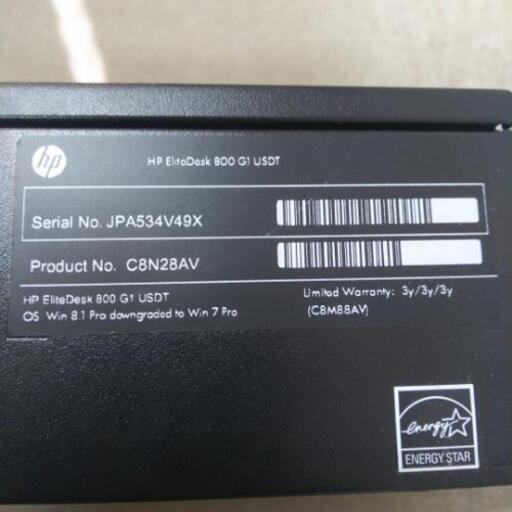 hp
HP EliteDesk 800 G1 USDT
Serial No. JPA534V49X
Product No. C8N28AV
HP EliteDesk 800 G1 USDT
OS Win 8.1 Pro downgraded to Win 7 Pro
Limited Warranty: 3y/3y/3y
(C8M88AV)
energy
ENERGY STAR